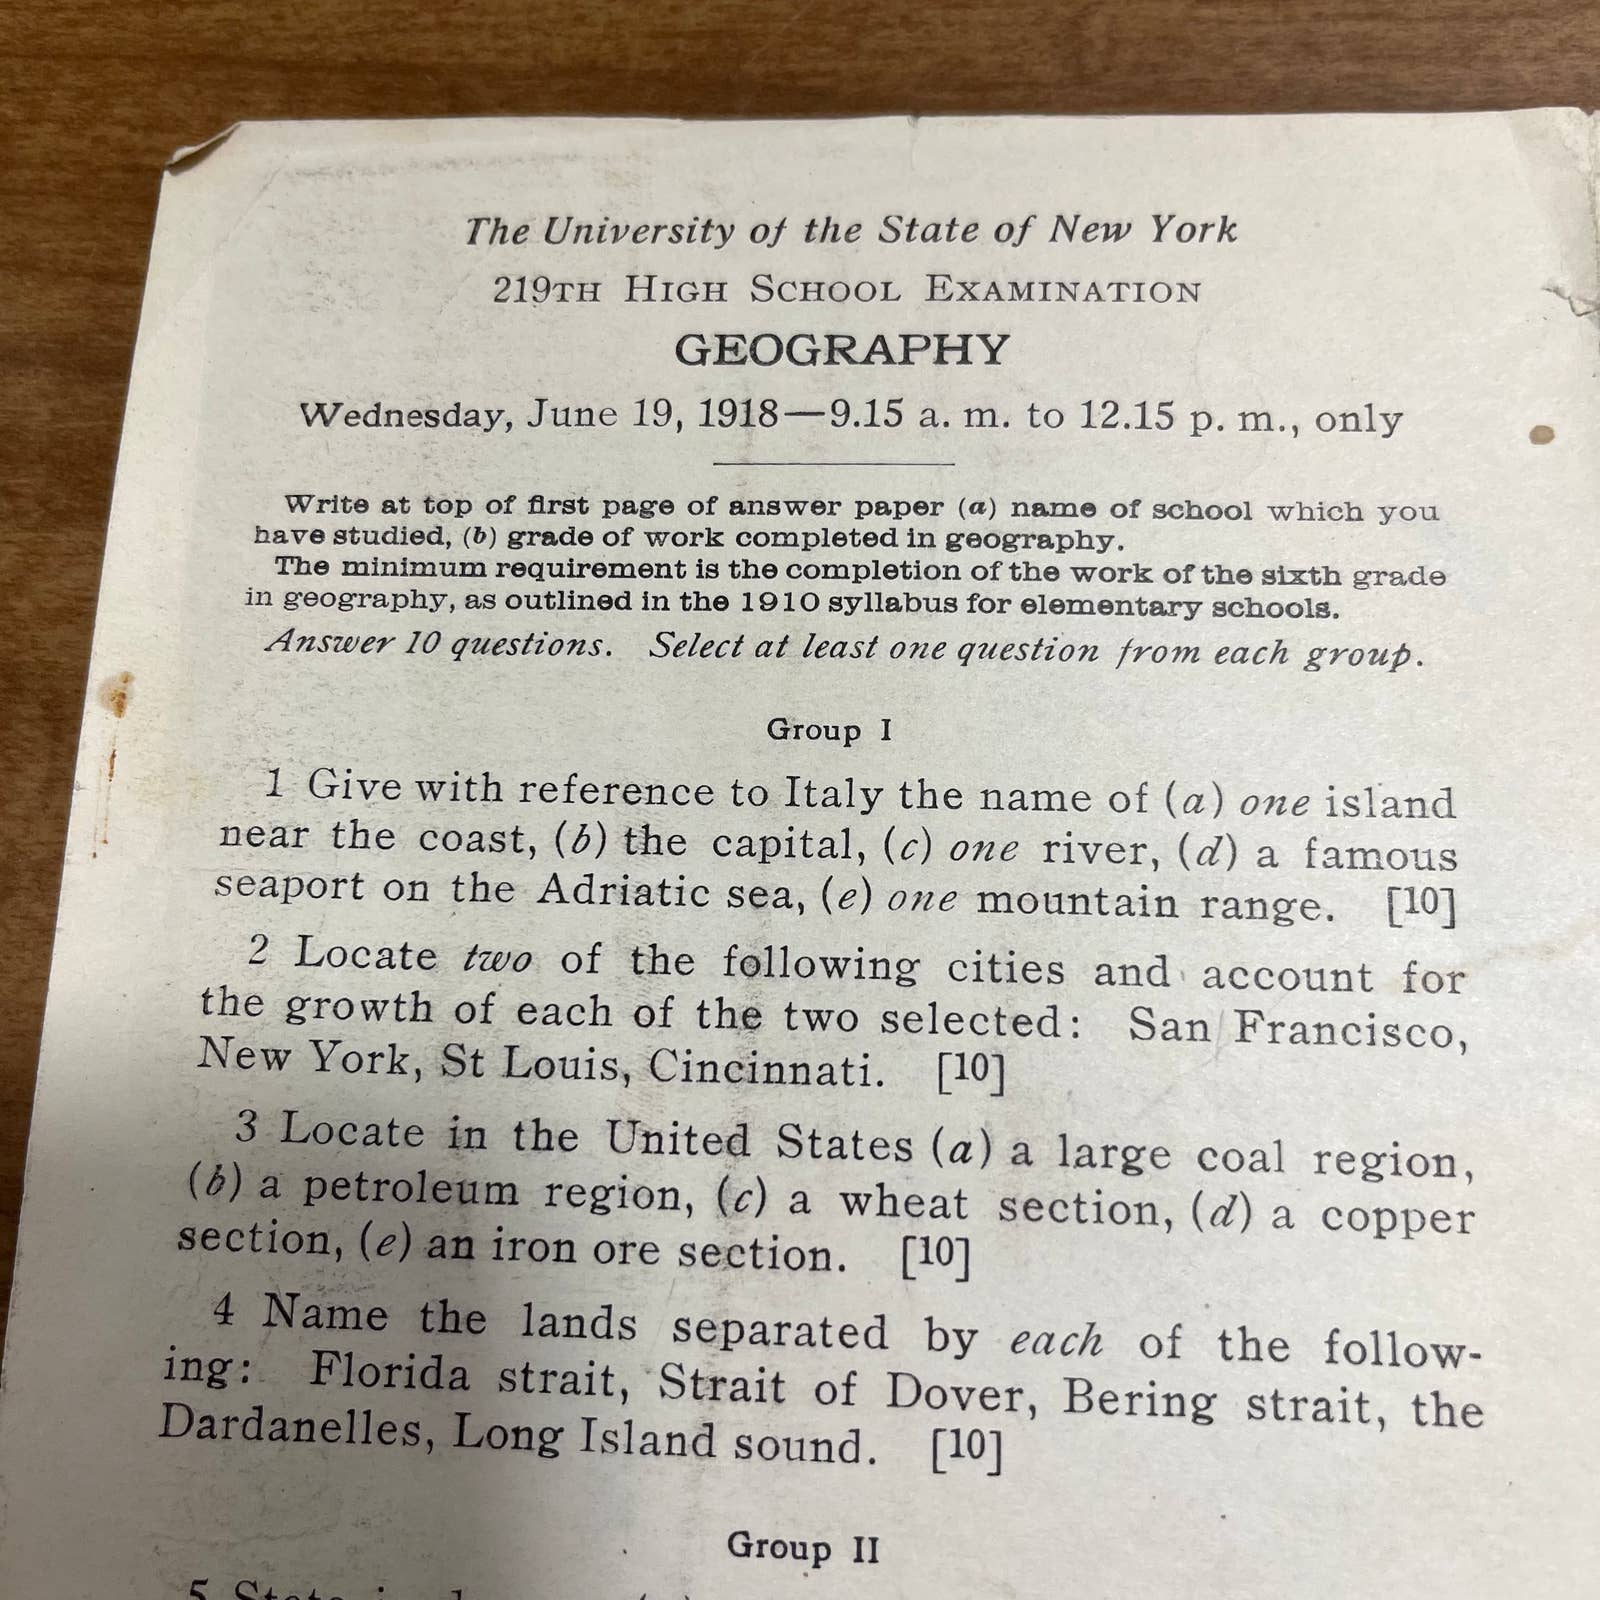 The University of the State of New York
219TH HIGH SCHOOL EXAMINATION
GEOGRAPHY
Wednesday, June 19, 1918—9.15 a. m. to 12.15 p. m., only
Write at top of first page of answer paper (a) name of school which you
have studied, (b) grade of work completed in geography.
The minimum requirement is the completion of the work of the sixth grade
in geography, as outlined in the 1910 syllabus for elementary schools.
Answer 10 questions. Select at least one question from each group.
Group I
1 Give with reference to Italy the name of (a) one island
near the coast, (b) the capital, (c) one river, (d) a famous
seaport on the Adriatic sea, (e) one mountain range. [10]
2 Locate two of the following cities and account for
the growth of each of the two selected: San Francisco,
New York, St Louis, Cincinnati. [10]
3 Locate in the United States (a) a large coal region,
(b) a petroleum region, (c) a wheat section, (d) a copper
section, (e) an iron ore section. [10]
4 Name the lands separated by each of the follow-
ing: Florida strait, Strait of Dover, Bering strait, the
Dardanelles, Long Island sound. [10]
Group II
5 State